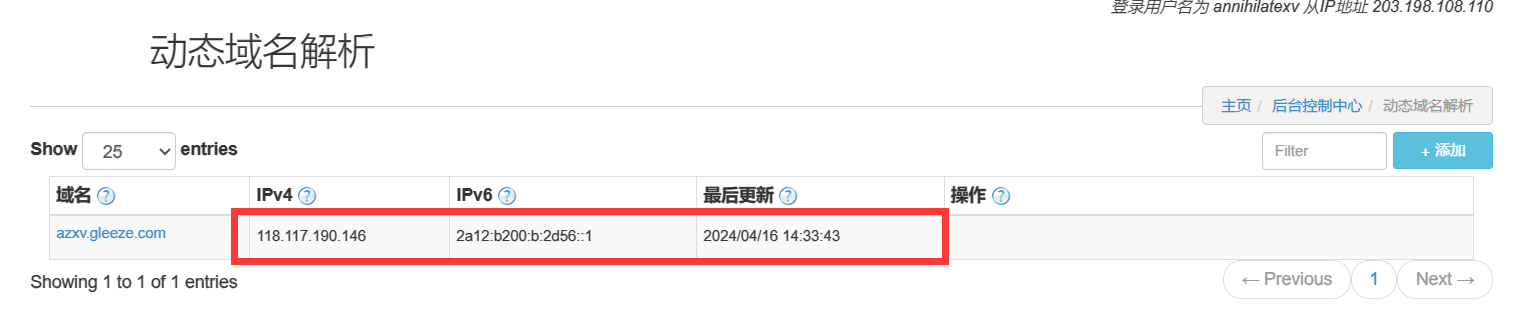 登录用户名为 annihilatexv 从IP地址 203.198.108.110
动态域名解析
主页 / 后台控制中心 / 动态域名解析
Show 25 entries
Filter
+ 添加
域名 IPv4 IPv6 最后更新 操作
azxv.gleeze.com 118.117.190.146 2a12:b200:b:2d56::1 2024/04/16 14:33:43
Showing 1 to 1 of 1 entries
← Previous 1 Next →